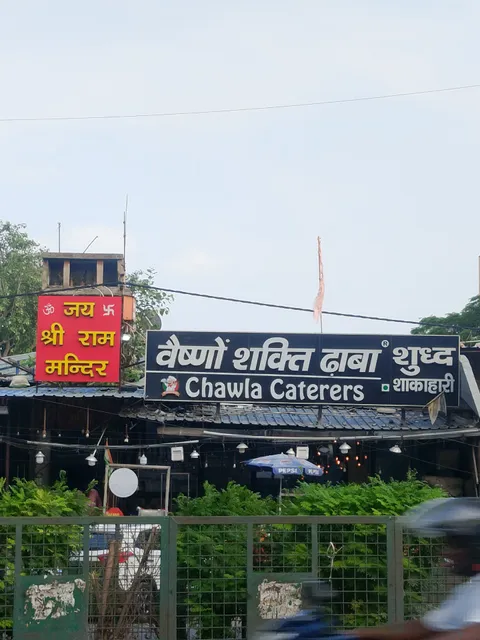 ॐ जय 卐
श्री राम
मन्दिर
वैष्णों शक्ति ढ़ाबा® शुध्द
Chawla Caterers शाकाहारी
PEPSI